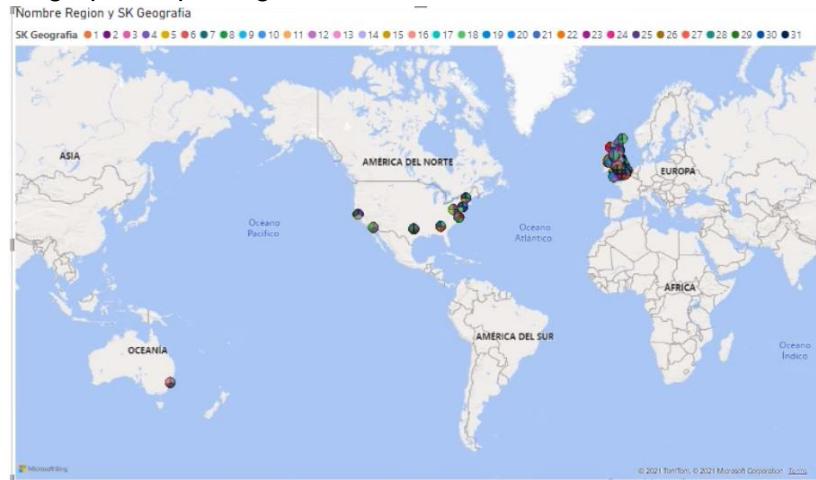 Nombre Region y SK Geografia
SK Geografia 1 2 3 4 5 6 7 8 9 10 11 12 13 14 15 16 17 18 19 20 21 22 23 24 25 26 27 28 29 30 31
ASIA
AMÉRICA DEL NORTE
EUROPA
Océano
Pacífico
Océano
Atlántico
ÁFRICA
AMÉRICA DEL SUR
OCEANÍA
Océano
Índico
Microsoft Bing
© 2021 TomTom, © 2021 Microsoft Corporation Terms